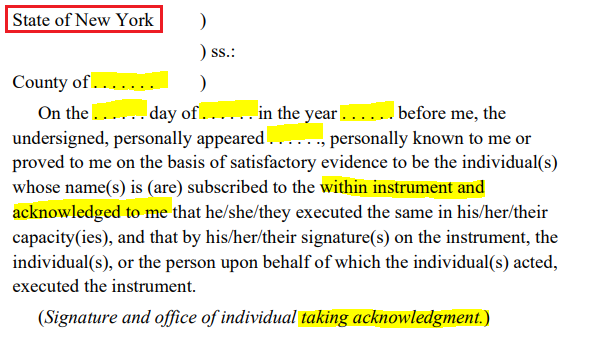 State of New York )
) ss.:
County of . . . . . . . )
On the . . . . . . day of . . . . . . in the year . . . . . . before me, the
undersigned, personally appeared . . . . . ., personally known to me or
proved to me on the basis of satisfactory evidence to be the individual(s)
whose name(s) is (are) subscribed to the within instrument and
acknowledged to me that he/she/they executed the same in his/her/their
capacity(ies), and that by his/her/their signature(s) on the instrument, the
individual(s), or the person upon behalf of which the individual(s) acted,
executed the instrument.
(Signature and office of individual taking acknowledgment.)